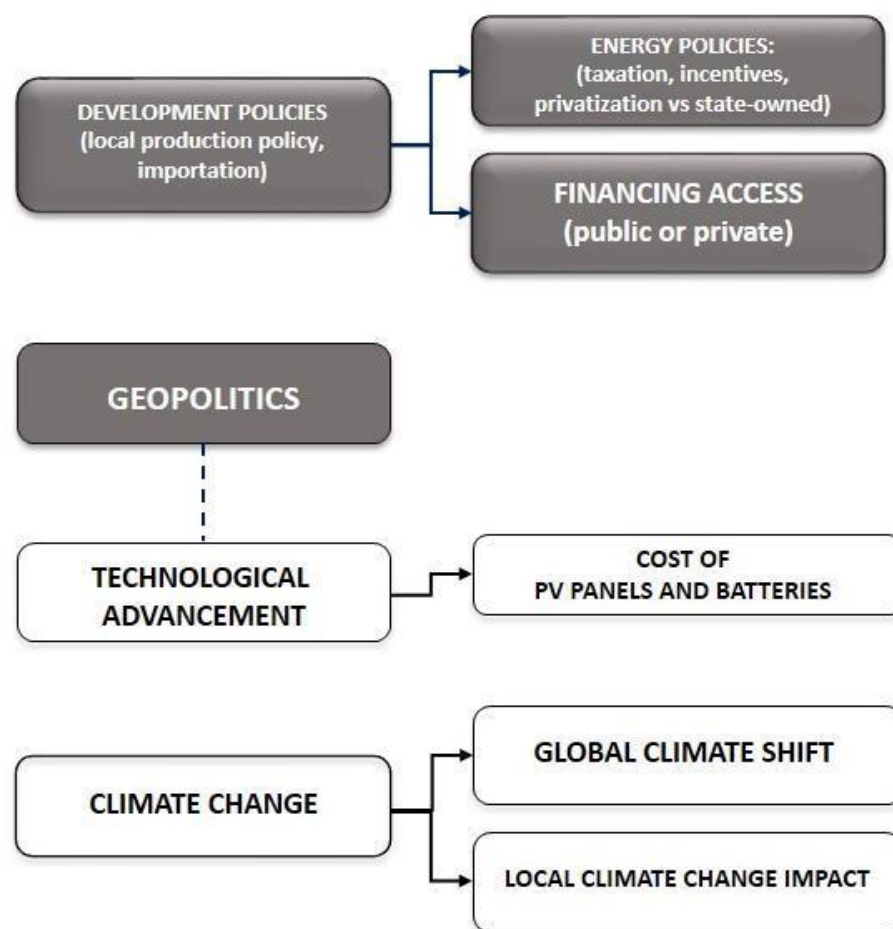 DEVELOPMENT POLICIES
(local production policy,
importation)
ENERGY POLICIES:
(taxation, incentives,
privatization vs state-owned)
FINANCING ACCESS
(public or private)
GEOPOLITICS
TECHNOLOGICAL
ADVANCEMENT
COST OF
PV PANELS AND BATTERIES
CLIMATE CHANGE
GLOBAL CLIMATE SHIFT
LOCAL CLIMATE CHANGE IMPACT